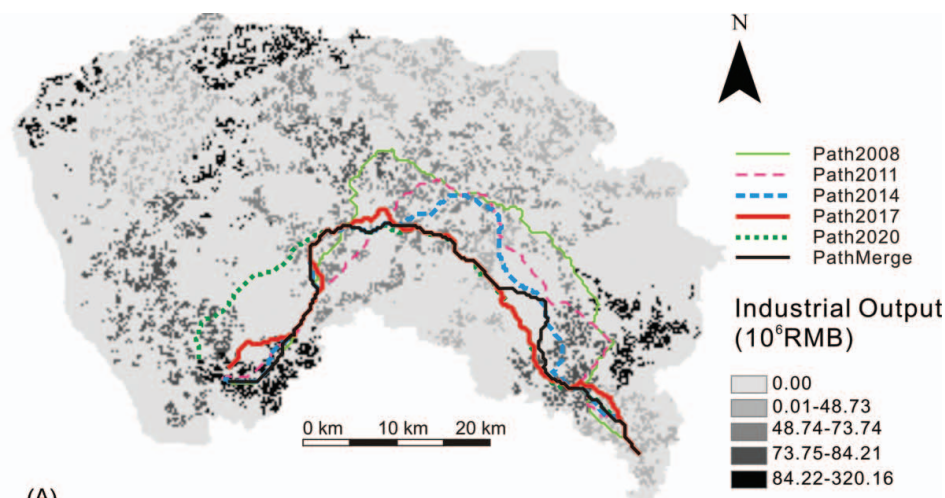 N
Path2008
Path2011
Path2014
Path2017
Path2020
PathMerge
Industrial Output
(10⁶RMB)
0.00
0.01-48.73
48.74-73.74
73.75-84.21
84.22-320.16
0 km 10 km 20 km
(A)